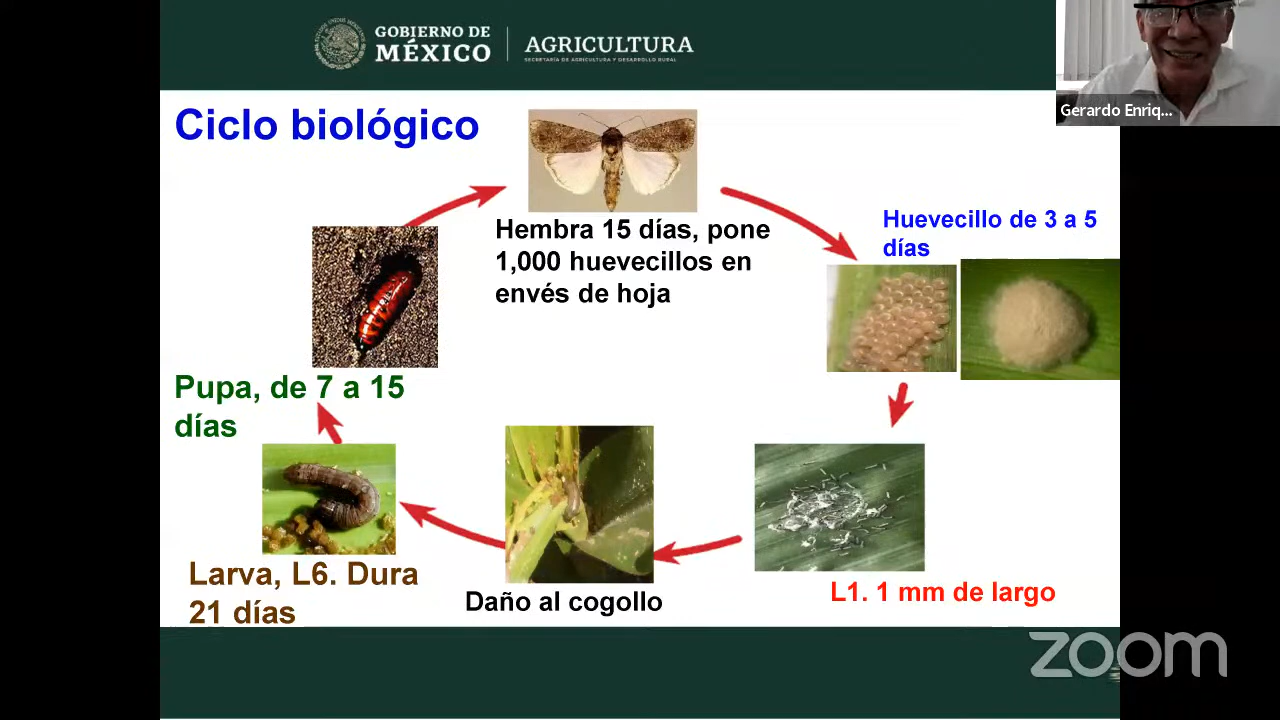 GOBIERNO DE
MÉXICO
AGRICULTURA
SECRETARÍA DE AGRICULTURA Y DESARROLLO RURAL
Gerardo Enriq...
Ciclo biológico
Hembra 15 días, pone
1,000 huevecillos en
envés de hoja
Huevecillo de 3 a 5
días
L1. 1 mm de largo
Daño al cogollo
Larva, L6. Dura
21 días
Pupa, de 7 a 15
días
zoom